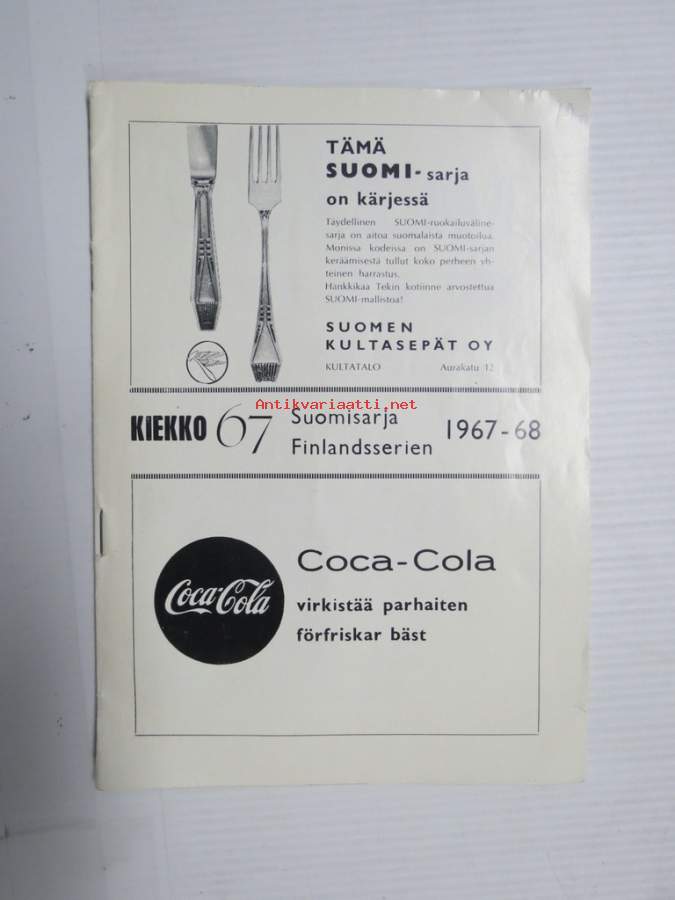 TÄMÄ
SUOMI-sarja
on kärjessä
Täydellinen SUOMI-ruokailuväline-
sarja on aitoa suomalaista muotoilua.
Monissa kodeissa on SUOMI-sarjan
keräämisestä tullut koko perheen yh-
teinen harrastus.
Hankkikaa Tekin kotiinne arvostettua
SUOMI-mallistoa!
SUOMEN
KULTASEPÄT OY
KULTATALO Aurakatu 12
Antikvariaatti.net
KIEKKO 67 Suomisarja 1967-68
Finlandsserien
Coca-Cola
Coca-Cola
virkistää parhaiten
förfriskar bäst